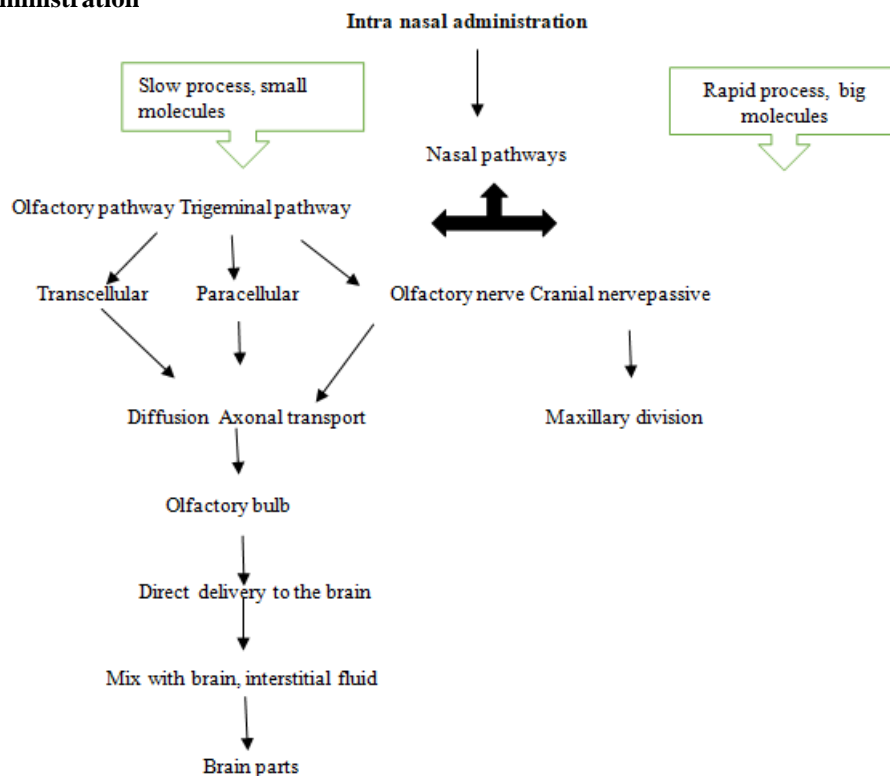 ministration
Intra nasal administration
Slow process, small
molecules
Rapid process, big
molecules
Nasal pathways
Olfactory pathway Trigeminal pathway
Transcellular Paracellular Olfactory nerve Cranial nervepassive
Diffusion Axonal transport Maxillary division
Olfactory bulb
Direct delivery to the brain
Mix with brain, interstitial fluid
Brain parts